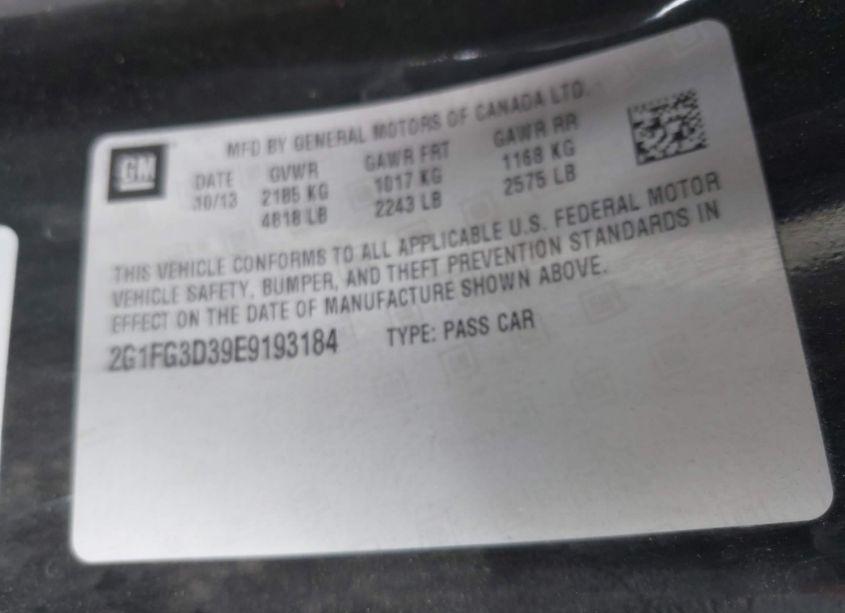 GM
MFD BY GENERAL MOTORS OF CANADA LTD.
DATE GVWR GAWR FRT GAWR RR
10/13 2185 KG 1017 KG 1168 KG
4818 LB 2243 LB 2575 LB
THIS VEHICLE CONFORMS TO ALL APPLICABLE U.S. FEDERAL MOTOR
VEHICLE SAFETY, BUMPER, AND THEFT PREVENTION STANDARDS IN
EFFECT ON THE DATE OF MANUFACTURE SHOWN ABOVE.
2G1FG3D39E9193184 TYPE: PASS CAR